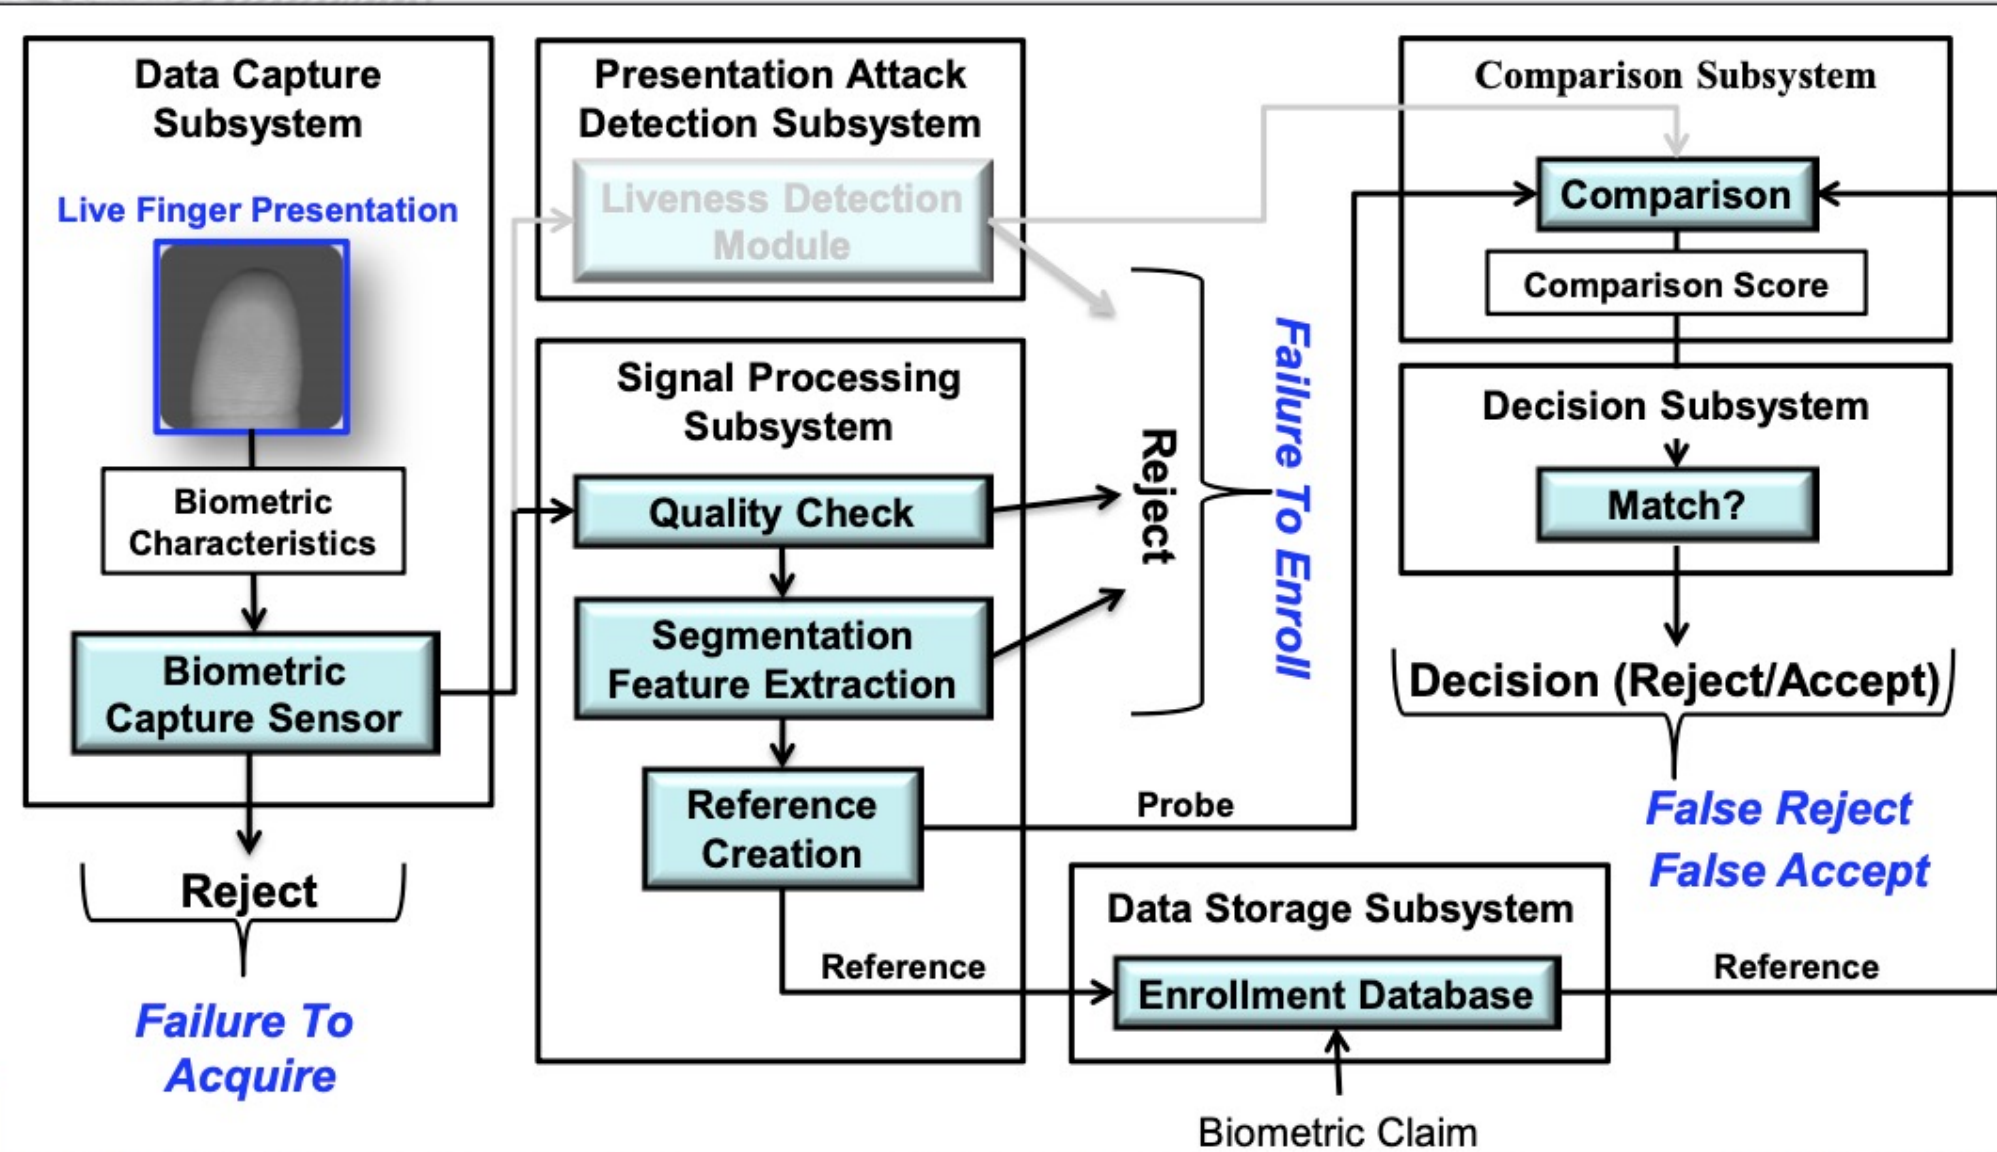 Data Capture
Subsystem
Live Finger Presentation
Biometric
Characteristics
Biometric
Capture Sensor
Reject
Failure To
Acquire
Presentation Attack
Detection Subsystem
Liveness Detection
Module
Signal Processing
Subsystem
Quality Check
Segmentation
Feature Extraction
Reference
Creation
Reject
Failure To Enroll
Probe
Reference
Data Storage Subsystem
Enrollment Database
Biometric Claim
Reference
Comparison Subsystem
Comparison
Comparison Score
Decision Subsystem
Match?
Decision (Reject/Accept)
False Reject
False Accept